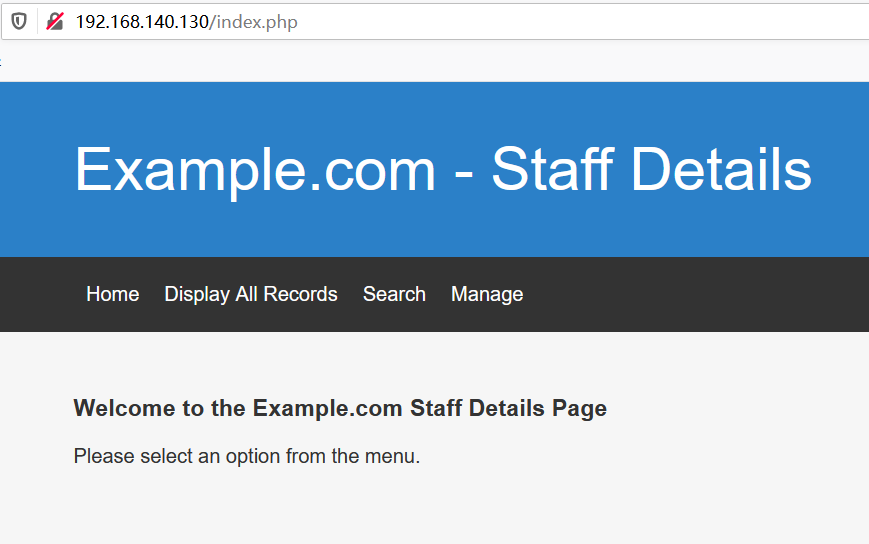 192.168.140.130/index.php
Example.com - Staff Details
Home Display All Records Search Manage
Welcome to the Example.com Staff Details Page
Please select an option from the menu.